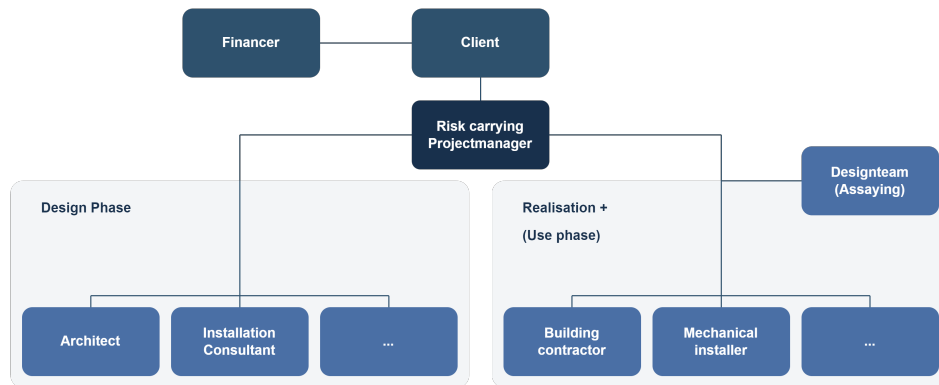 Financer
Client
Risk carrying
Projectmanager
Designteam
(Assaying)
Design Phase
Realisation +
(Use phase)
Architect
Installation
Consultant
...
Building
contractor
Mechanical
installer
...